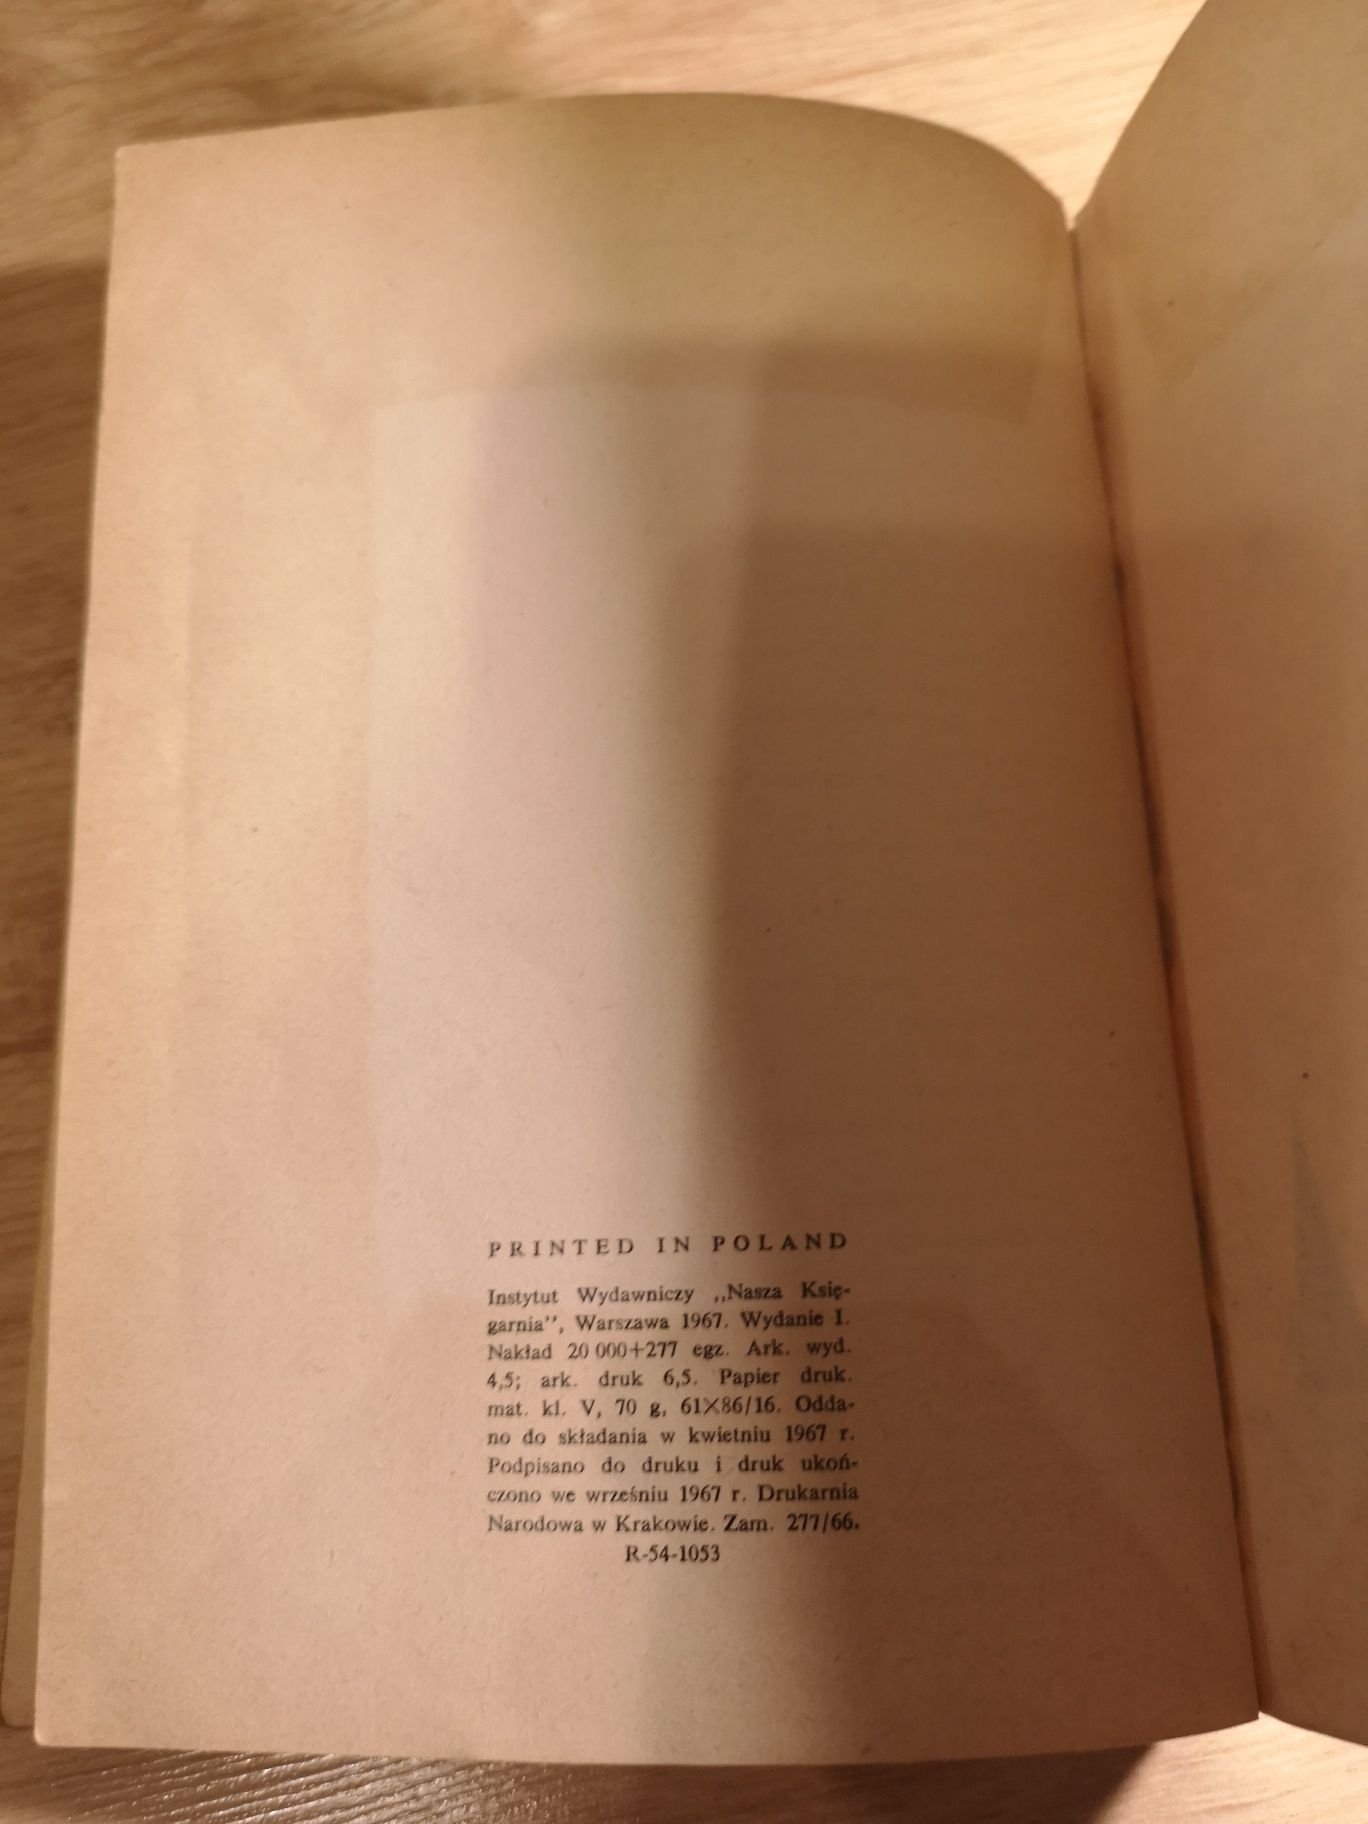 PRINTED IN POLAND
Instytut Wydawniczy „Nasza Księ-
garnia”, Warszawa 1967. Wydanie I.
Nakład 20 000+277 egz. Ark. wyd.
4,5; ark. druk 6,5. Papier druk.
mat. kl. V, 70 g, 61×86/16. Odda-
no do składania w kwietniu 1967 r.
Podpisano do druku i druk ukoń-
czono we wrześniu 1967 r. Drukarnia
Narodowa w Krakowie. Zam. 277/66.
R-54-1053